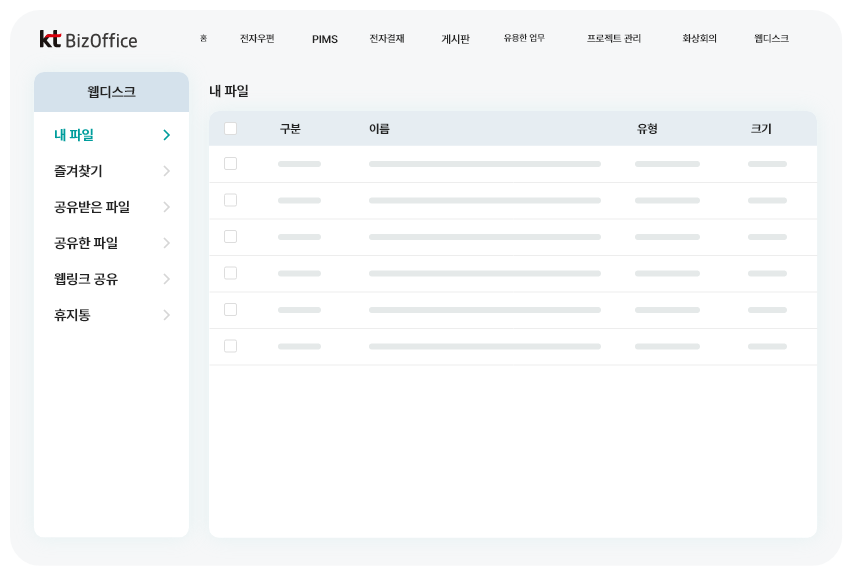 kt BizOffice
홈 전자우편 PIMS 전자결재 게시판 유용한 업무 프로젝트 관리 화상회의 웹디스크
웹디스크
내 파일
즐겨찾기
공유받은 파일
공유한 파일
웹링크 공유
휴지통
내 파일
구분 이름 유형 크기